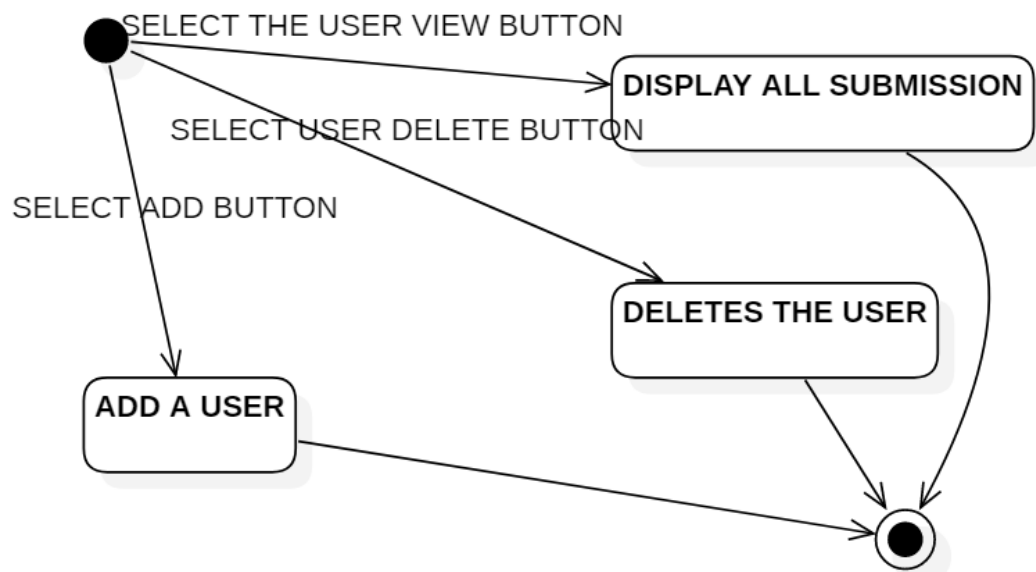 SELECT THE USER VIEW BUTTON
DISPLAY ALL SUBMISSION
SELECT USER DELETE BUTTON
SELECT ADD BUTTON
DELETES THE USER
ADD A USER